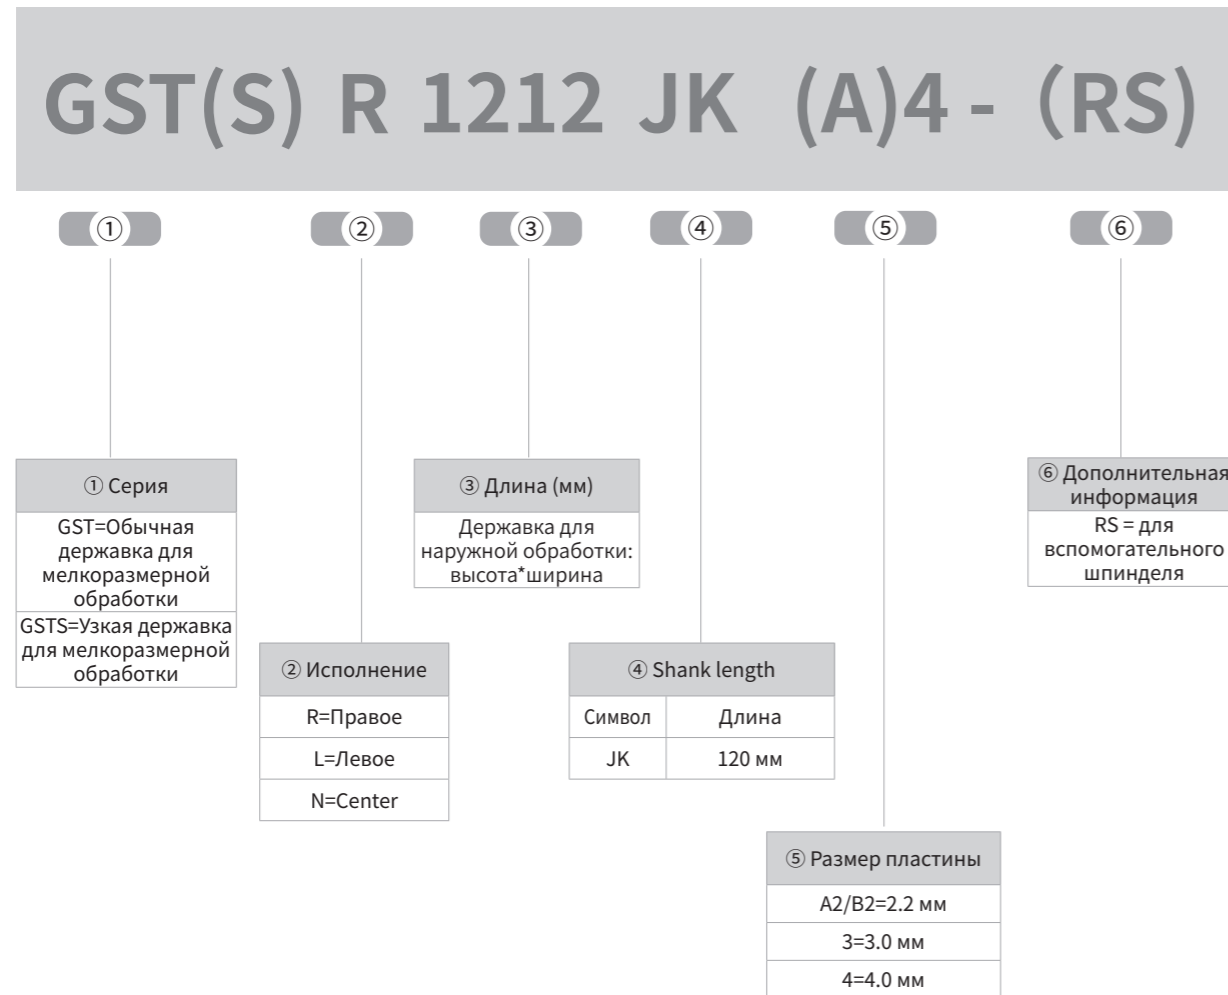 GST(S) R 1212 JK (A)4 - (RS)
① ② ③ ④ ⑤ ⑥
① Серия
GST=Обычная
державка для
мелкоразмерной
обработки
GSTS=Узкая державка
для мелкоразмерной
обработки
② Исполнение
R=Правое
L=Левое
N=Center
③ Длина (мм)
Державка для
наружной обработки:
высота*ширина
④ Shank length
Символ Длина
JK 120 мм
⑤ Размер пластины
A2/B2=2.2 мм
3=3.0 мм
4=4.0 мм
⑥ Дополнительная
информация
RS = для
вспомогательного
шпинделя